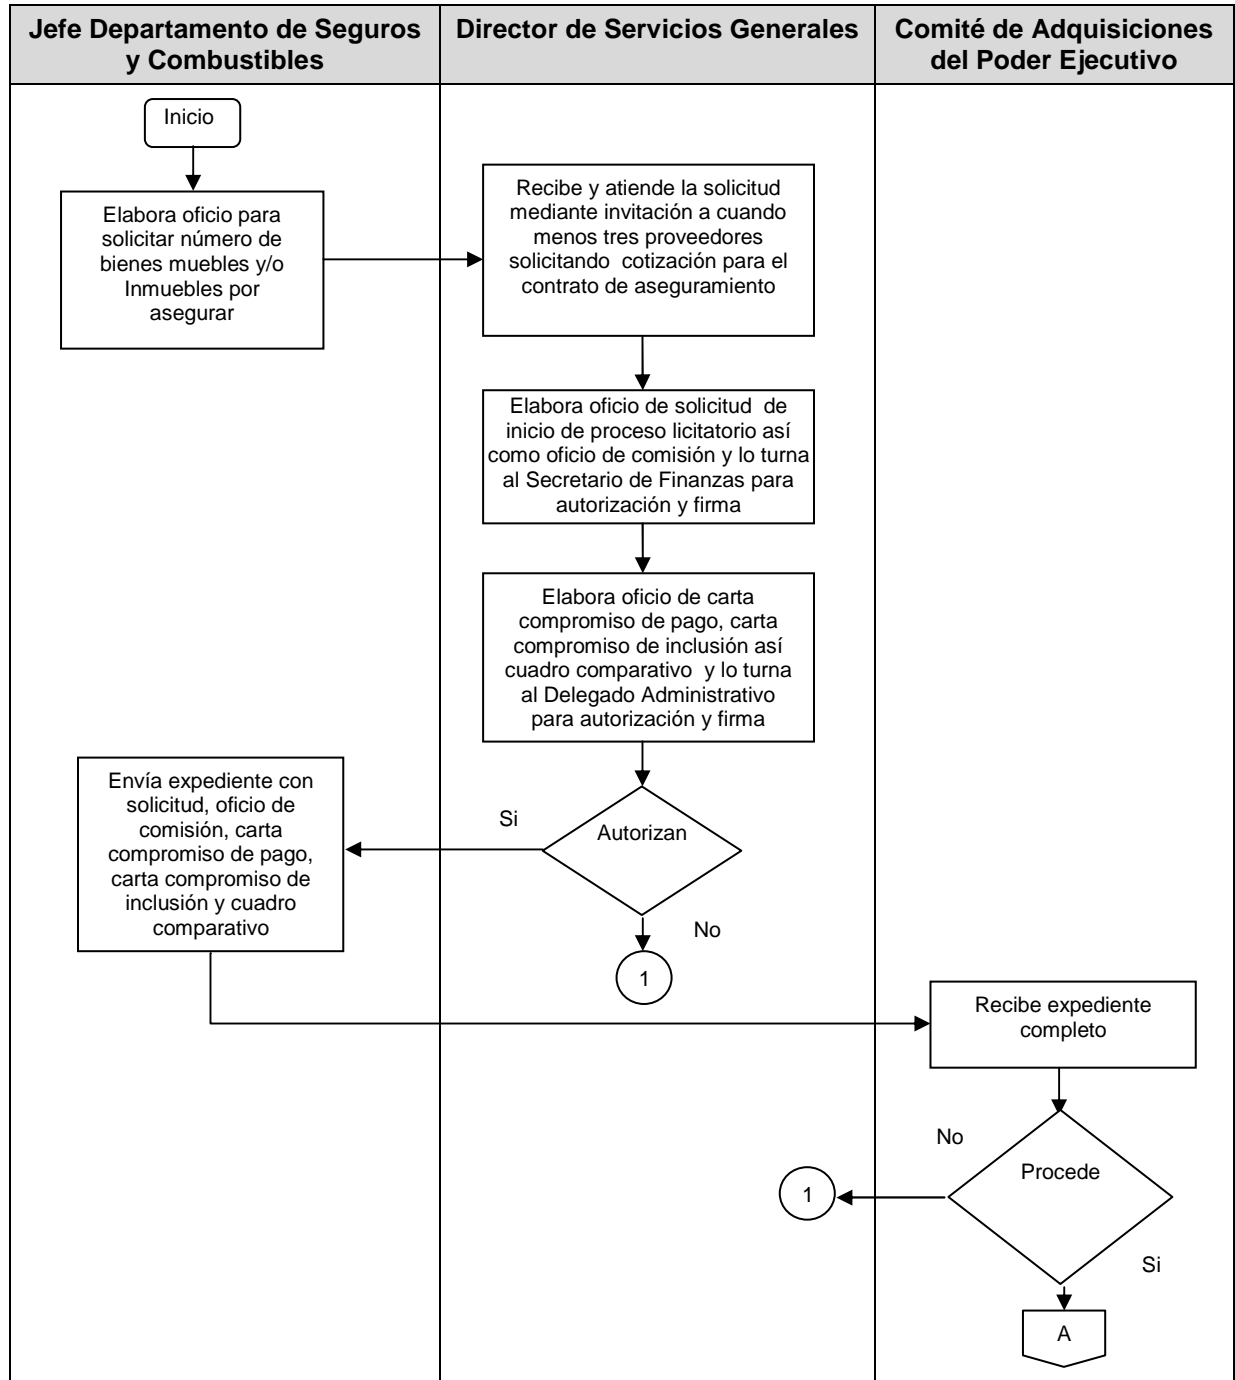 Jefe Departamento de Seguros
y Combustibles
Director de Servicios Generales
Comité de Adquisiciones
del Poder Ejecutivo
Inicio
Elabora oficio para
solicitar número de
bienes muebles y/o
Inmuebles por
asegurar
Recibe y atiende la solicitud
mediante invitación a cuando
menos tres proveedores
solicitando cotización para el
contrato de aseguramiento
Elabora oficio de solicitud de
inicio de proceso licitatorio así
como oficio de comisión y lo turna
al Secretario de Finanzas para
autorización y firma
Elabora oficio de carta
compromiso de pago, carta
compromiso de inclusión así
cuadro comparativo y lo turna
al Delegado Administrativo
para autorización y firma
Autorizan
Si
No
1
Envía expediente con
solicitud, oficio de
comisión, carta
compromiso de pago,
carta compromiso de
inclusión y cuadro
comparativo
Recibe expediente
completo
Procede
No
1
Si
A